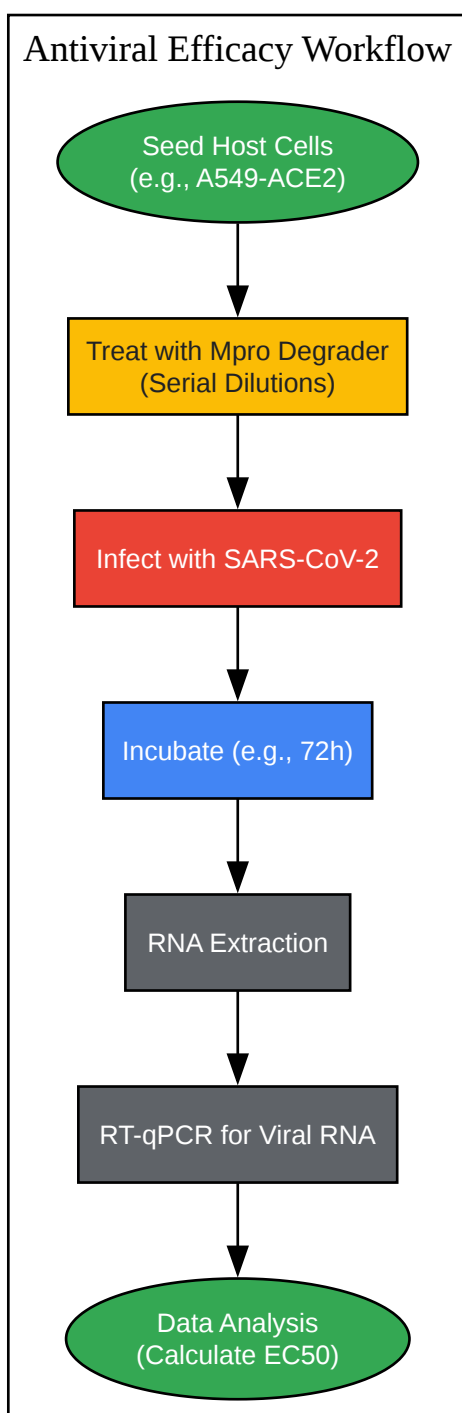 Antiviral Efficacy Workflow
Seed Host Cells
(e.g., A549-ACE2)
Treat with Mpro Degrader
(Serial Dilutions)
Infect with SARS-CoV-2
Incubate (e.g., 72h)
RNA Extraction
RT-qPCR for Viral RNA
Data Analysis
(Calculate EC50)